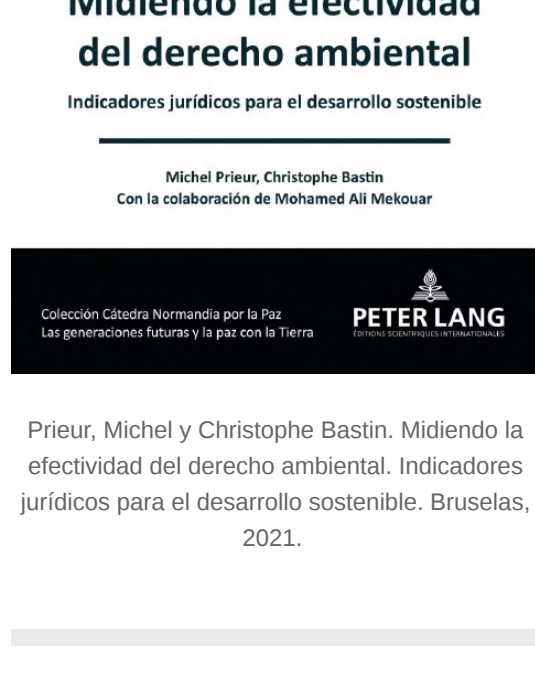 Midiendo la efectividad
del derecho ambiental
Indicadores jurídicos para el desarrollo sostenible
Michel Prieur, Christophe Bastin
Con la colaboración de Mohamed Ali Mekouar
Colección Cátedra Normandia por la Paz
Las generaciones futuras y la paz con la Tierra
PETER LANG
ÉDITIONS SCIENTIFIQUES INTERNATIONALES
Prieur, Michel y Christophe Bastin. Midiendo la
efectividad del derecho ambiental. Indicadores
jurídicos para el desarrollo sostenible. Bruselas,
2021.